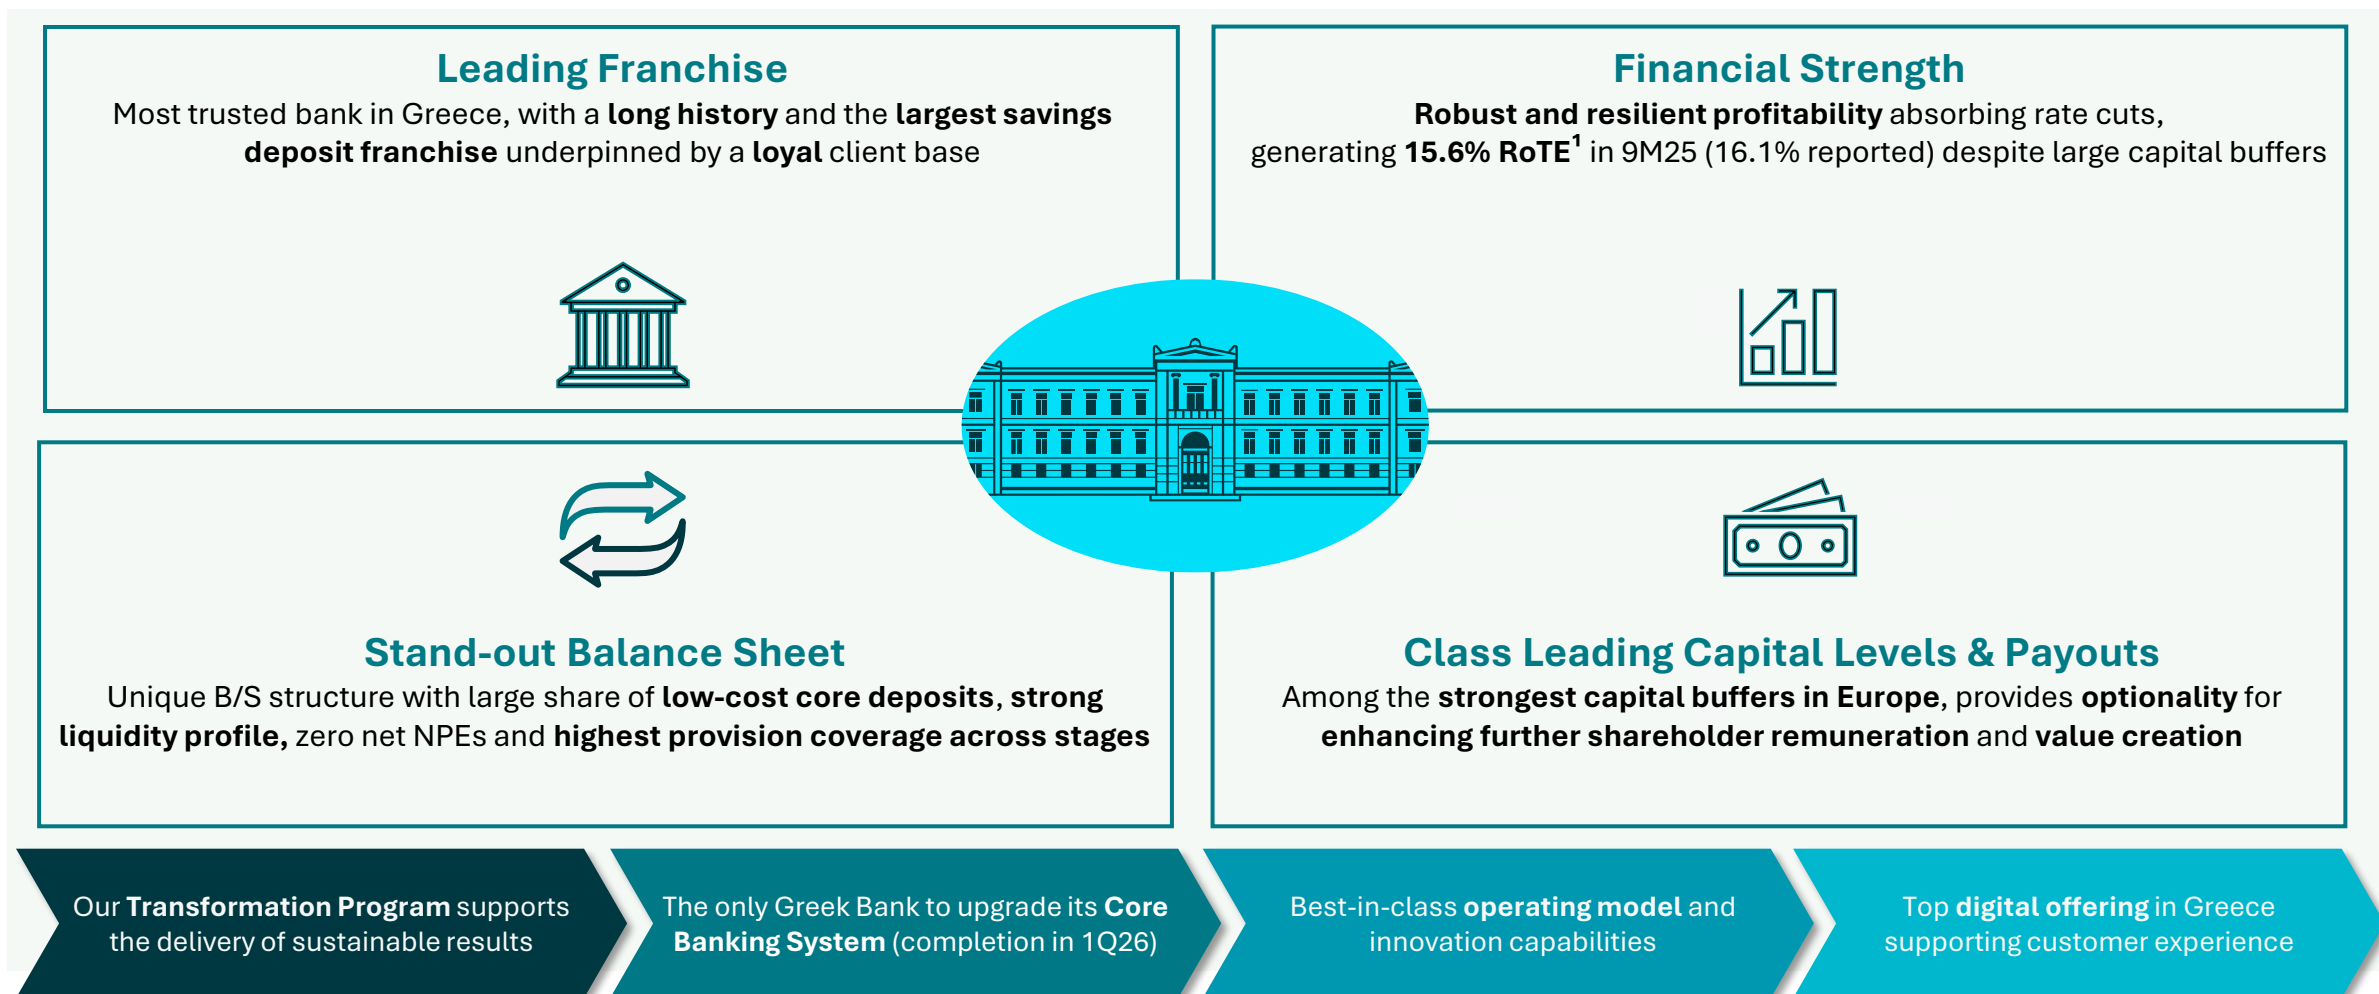 Leading Franchise
Most trusted bank in Greece, with a long history and the largest savings
deposit franchise underpinned by a loyal client base
Financial Strength
Robust and resilient profitability absorbing rate cuts,
generating 15.6% RoTE¹ in 9M25 (16.1% reported) despite large capital buffers
Stand-out Balance Sheet
Unique B/S structure with large share of low-cost core deposits, strong
liquidity profile, zero net NPEs and highest provision coverage across stages
Class Leading Capital Levels & Payouts
Among the strongest capital buffers in Europe, provides optionality for
enhancing further shareholder remuneration and value creation
Our Transformation Program supports
the delivery of sustainable results
The only Greek Bank to upgrade its Core
Banking System (completion in 1Q26)
Best-in-class operating model and
innovation capabilities
Top digital offering in Greece
supporting customer experience